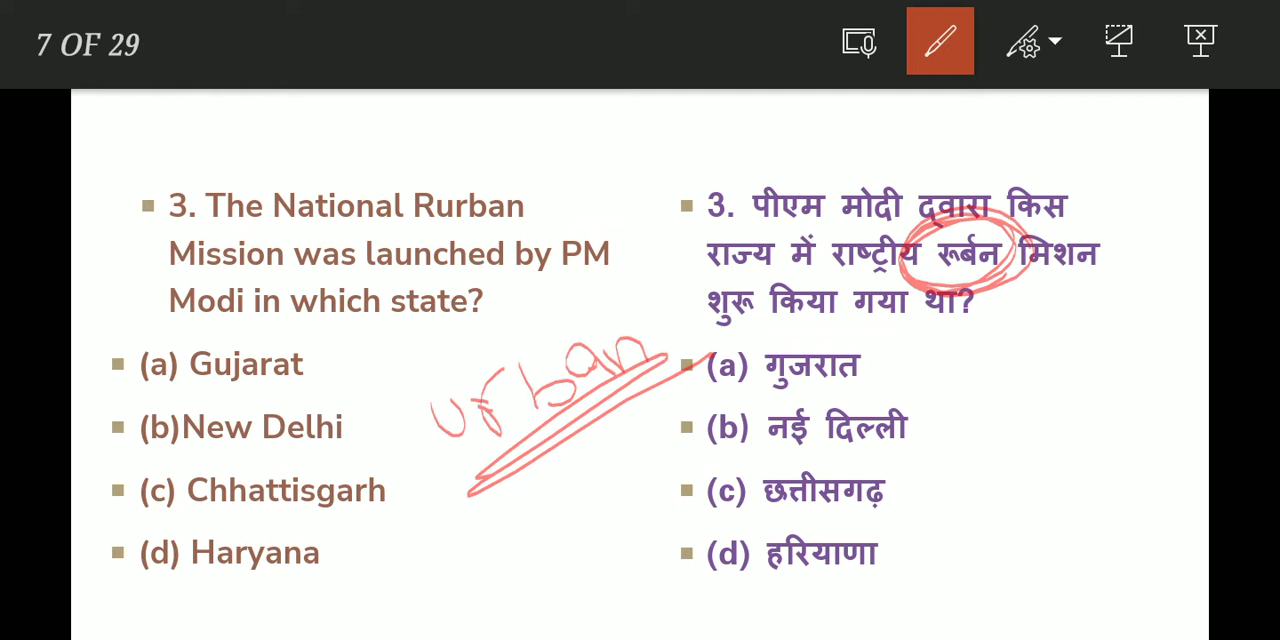 7 OF 29
3. The National Rurban
Mission was launched by PM
Modi in which state?
(a) Gujarat
(b)New Delhi
(c) Chhattisgarh
(d) Haryana
urban
3. पीएम मोदी द्वारा किस
राज्य में राष्ट्रीय रूर्बन मिशन
शुरू किया गया था?
(a) गुजरात
(b) नई दिल्ली
(c) छत्तीसगढ़
(d) हरियाणा